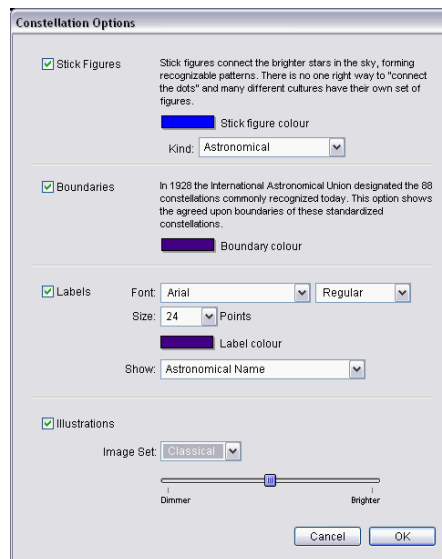 Constellation Options
Stick Figures
Stick figures connect the brighter stars in the sky, forming
recognizable patterns. There is no one right way to "connect
the dots" and many different cultures have their own set of
figures.
Stick figure colour
Kind: Astronomical
Boundaries
In 1928 the International Astronomical Union designated the 88
constellations commonly recognized today. This option shows
the agreed upon boundaries of these standardized
constellations.
Boundary colour
Labels Font: Arial Regular
Size: 24 Points
Label colour
Show: Astronomical Name
Illustrations
Image Set: Classical
Dimmer Brighter
Cancel OK